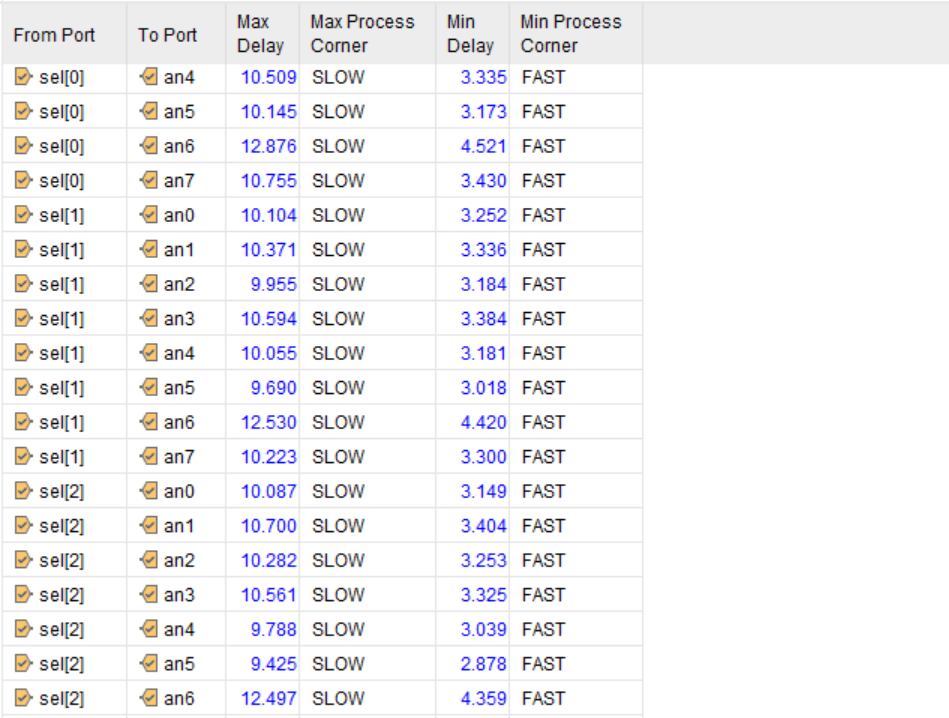 From Port To Port Max Delay Max Process Corner Min Delay Min Process Corner
sel[0] an4 10.509 SLOW 3.335 FAST
sel[0] an5 10.145 SLOW 3.173 FAST
sel[0] an6 12.876 SLOW 4.521 FAST
sel[0] an7 10.755 SLOW 3.430 FAST
sel[1] an0 10.104 SLOW 3.252 FAST
sel[1] an1 10.371 SLOW 3.336 FAST
sel[1] an2 9.955 SLOW 3.184 FAST
sel[1] an3 10.594 SLOW 3.384 FAST
sel[1] an4 10.055 SLOW 3.181 FAST
sel[1] an5 9.690 SLOW 3.018 FAST
sel[1] an6 12.530 SLOW 4.420 FAST
sel[1] an7 10.223 SLOW 3.300 FAST
sel[2] an0 10.087 SLOW 3.149 FAST
sel[2] an1 10.700 SLOW 3.404 FAST
sel[2] an2 10.282 SLOW 3.253 FAST
sel[2] an3 10.561 SLOW 3.325 FAST
sel[2] an4 9.788 SLOW 3.039 FAST
sel[2] an5 9.425 SLOW 2.878 FAST
sel[2] an6 12.497 SLOW 4.359 FAST